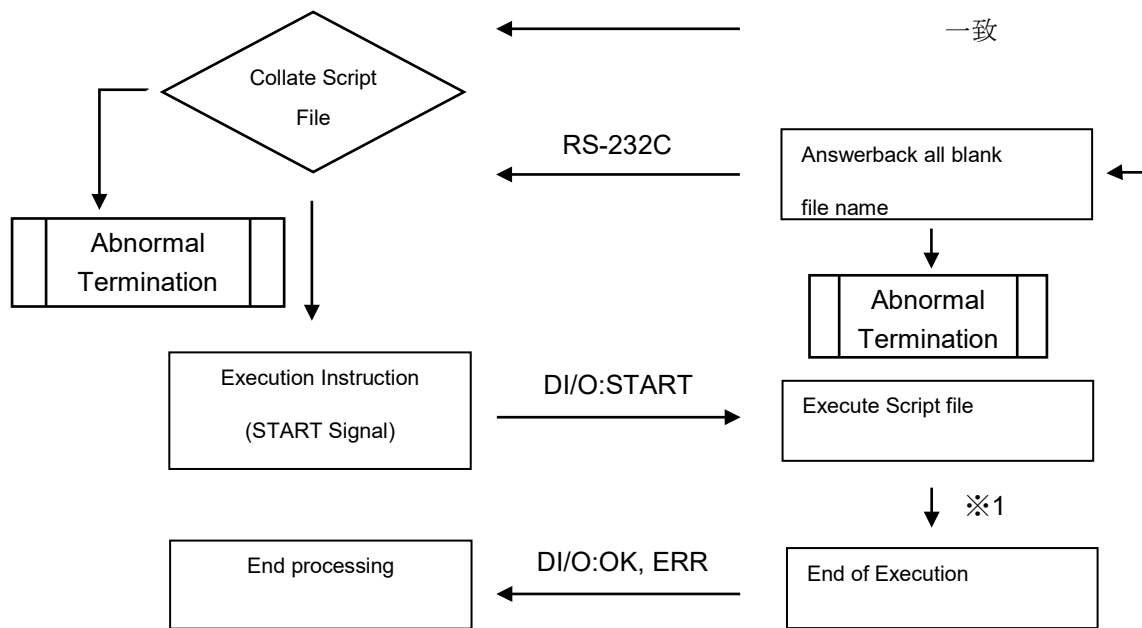 一致
Collate Script
File
RS-232C
Answerback all blank
file name
Abnormal
Termination
Abnormal
Termination
Execution Instruction
(START Signal)
DI/O:START
Execute Script file
※1
End processing
DI/O:OK, ERR
End of Execution